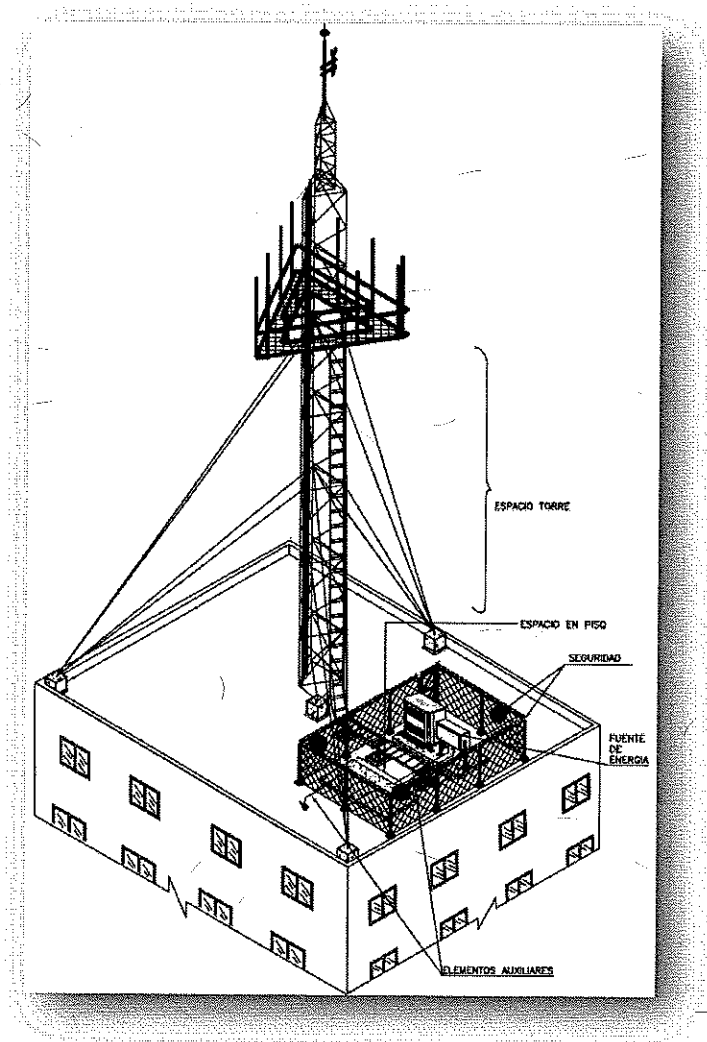 ESPACIO TORRE
ESPACIO EN PISO
SEGURIDAD
FUENTE
DE
ENERGIA
ELEMENTOS AUXILIARES